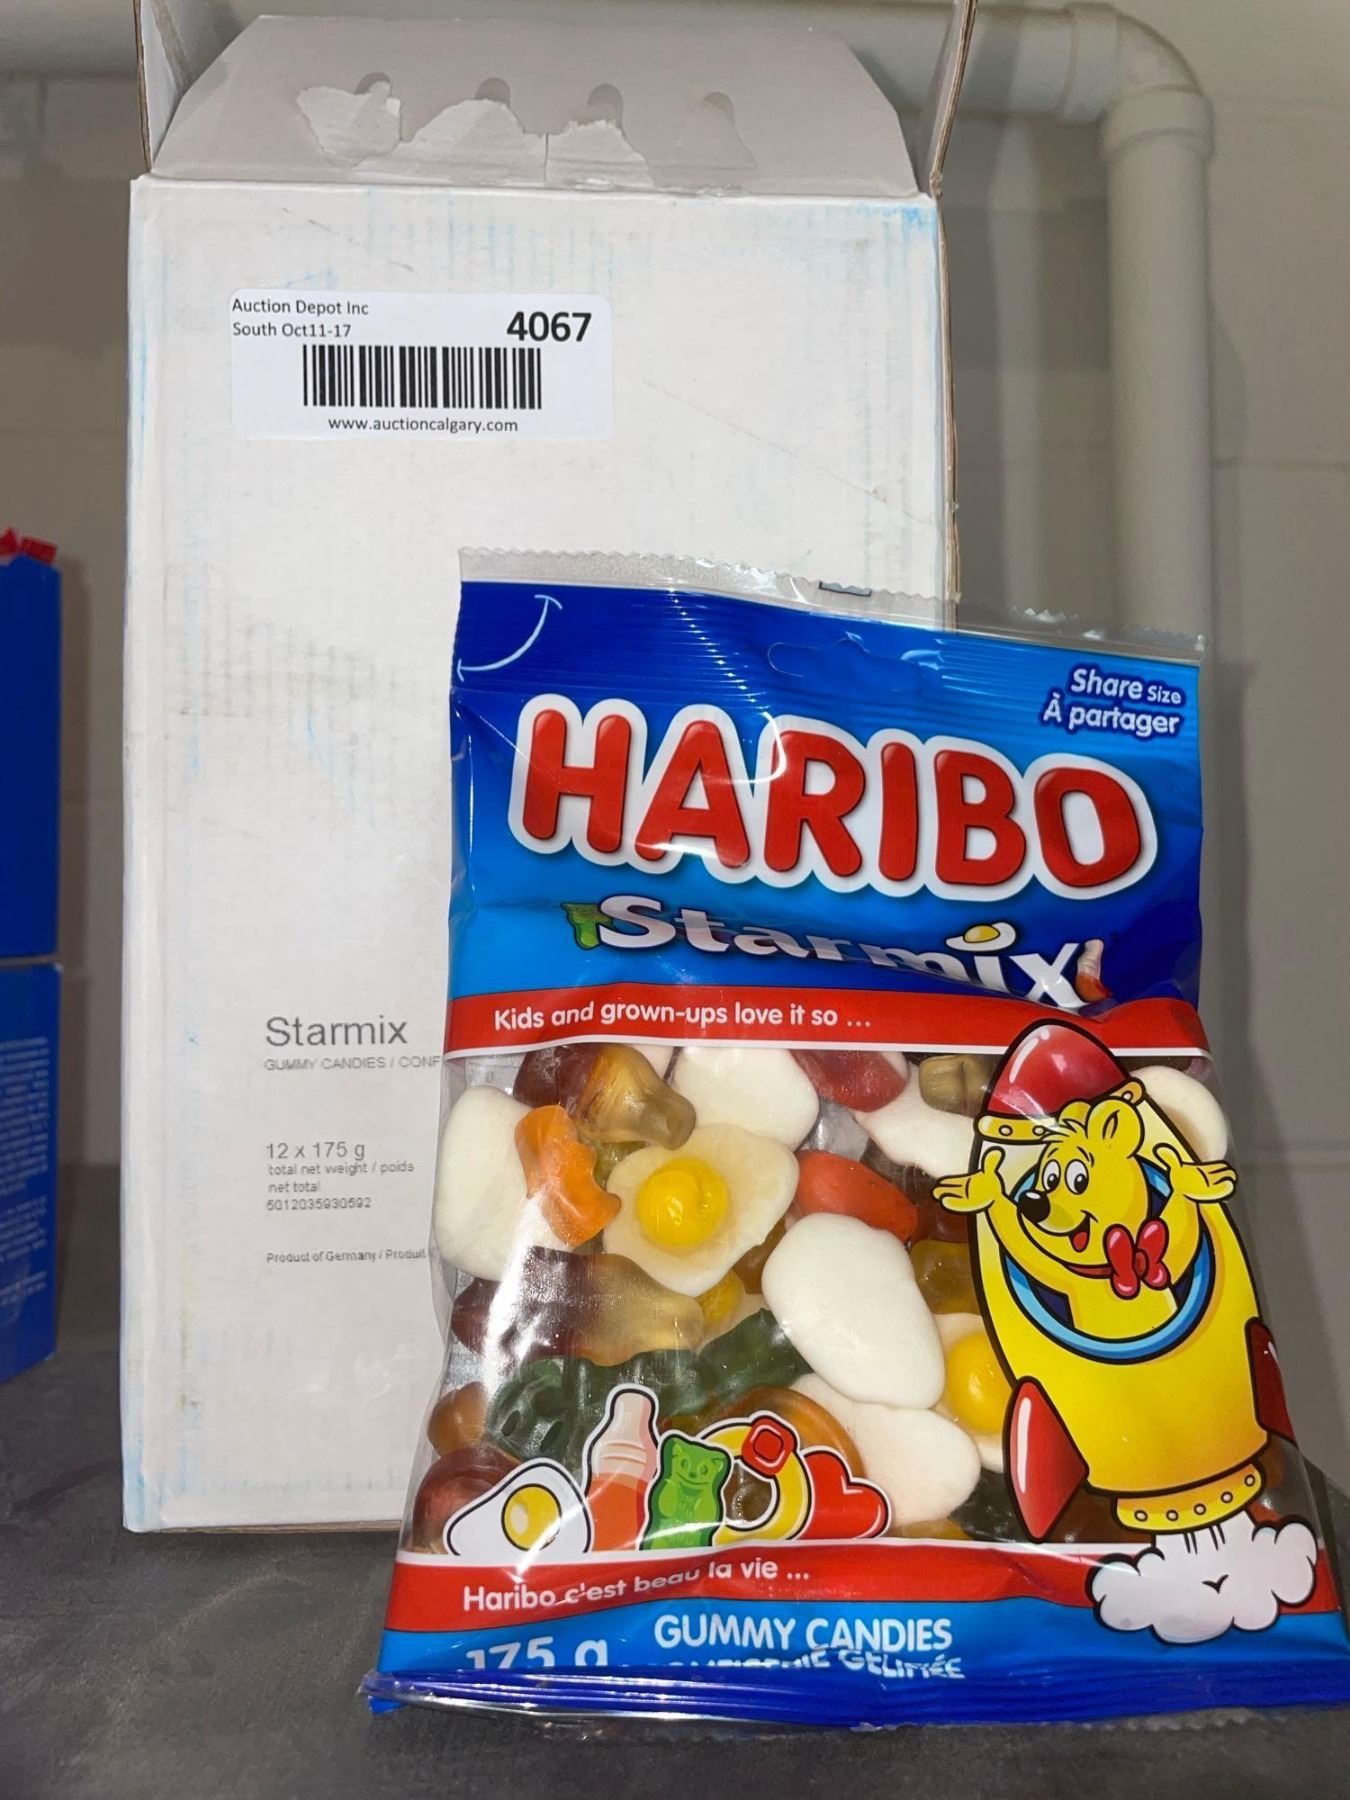 Auction Depot Inc
South Oct11-17
4067
www.auctioncalgary.com
Share Size
À partager
HARIBO
Starmix
Kids and grown-ups love it so ...
Starmix
GUMMY CANDIES / CONF
12 x 175 g
total net weight / poids
net total
5012035930592
Product of Germany / Produit
Haribo c'est beau la vie ...
175 g
GUMMY CANDIES
GÉLIFIÉE